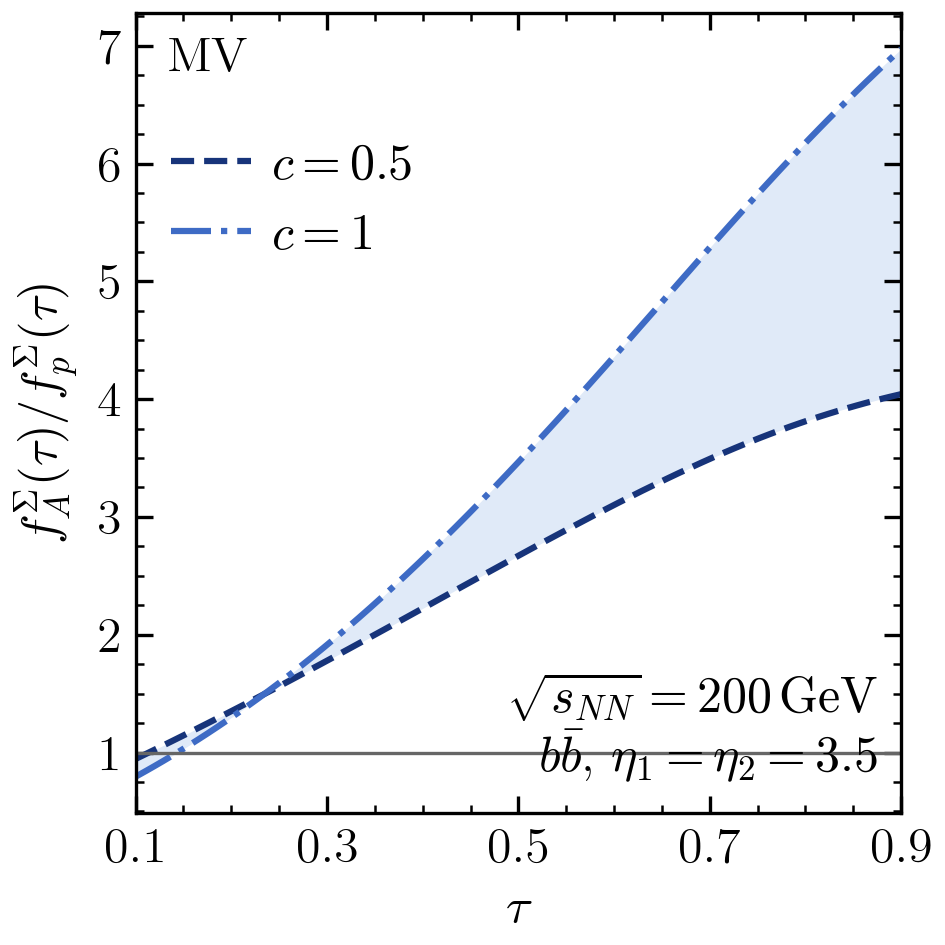 MV
c = 0.5
c = 1
7
6
5
4
3
2
1
f_A^Σ(τ)/f_p^Σ(τ)
√s_NN = 200 GeV
bb̄, η₁ = η₂ = 3.5
0.1 0.3 0.5 0.7 0.9
τ